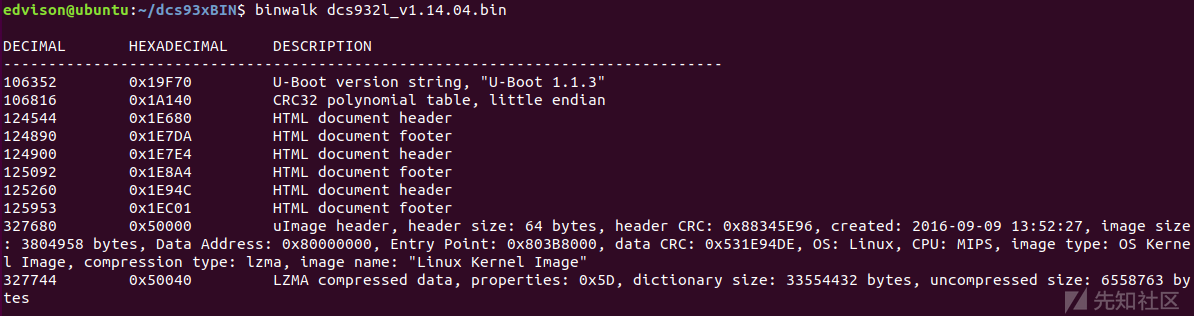 edvison@ubuntu:~/dcs93xBIN$ binwalk dcs932l_v1.14.04.bin
DECIMAL       HEXADECIMAL     DESCRIPTION
--------------------------------------------------------------------------------
106352        0x19F70         U-Boot version string, "U-Boot 1.1.3"
106816        0x1A140         CRC32 polynomial table, little endian
124544        0x1E680         HTML document header
124890        0x1E7DA         HTML document footer
124900        0x1E7E4         HTML document header
125092        0x1E8A4         HTML document footer
125260        0x1E94C         HTML document header
125953        0x1EC01         HTML document footer
327680        0x50000         uImage header, header size: 64 bytes, header CRC: 0x88345E96, created: 2016-09-09 13:52:27, image size
: 3804958 bytes, Data Address: 0x80000000, Entry Point: 0x803B8000, data CRC: 0x531E94DE, OS: Linux, CPU: MIPS, image type: OS Kerne
l Image, compression type: lzma, image name: "Linux Kernel Image"
327744        0x50040         LZMA compressed data, properties: 0x5D, dictionary size: 33554432 bytes, uncompressed size: 6558763 by
tes
先知社区